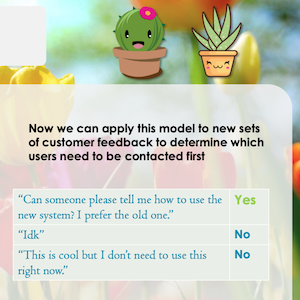 Now we can apply this model to new sets
of customer feedback to determine which
users need to be contacted first
“Can someone please tell me how to use the Yes
new system? I prefer the old one.”
“Idk” No
“This is cool but I don’t need to use this No
right now.”